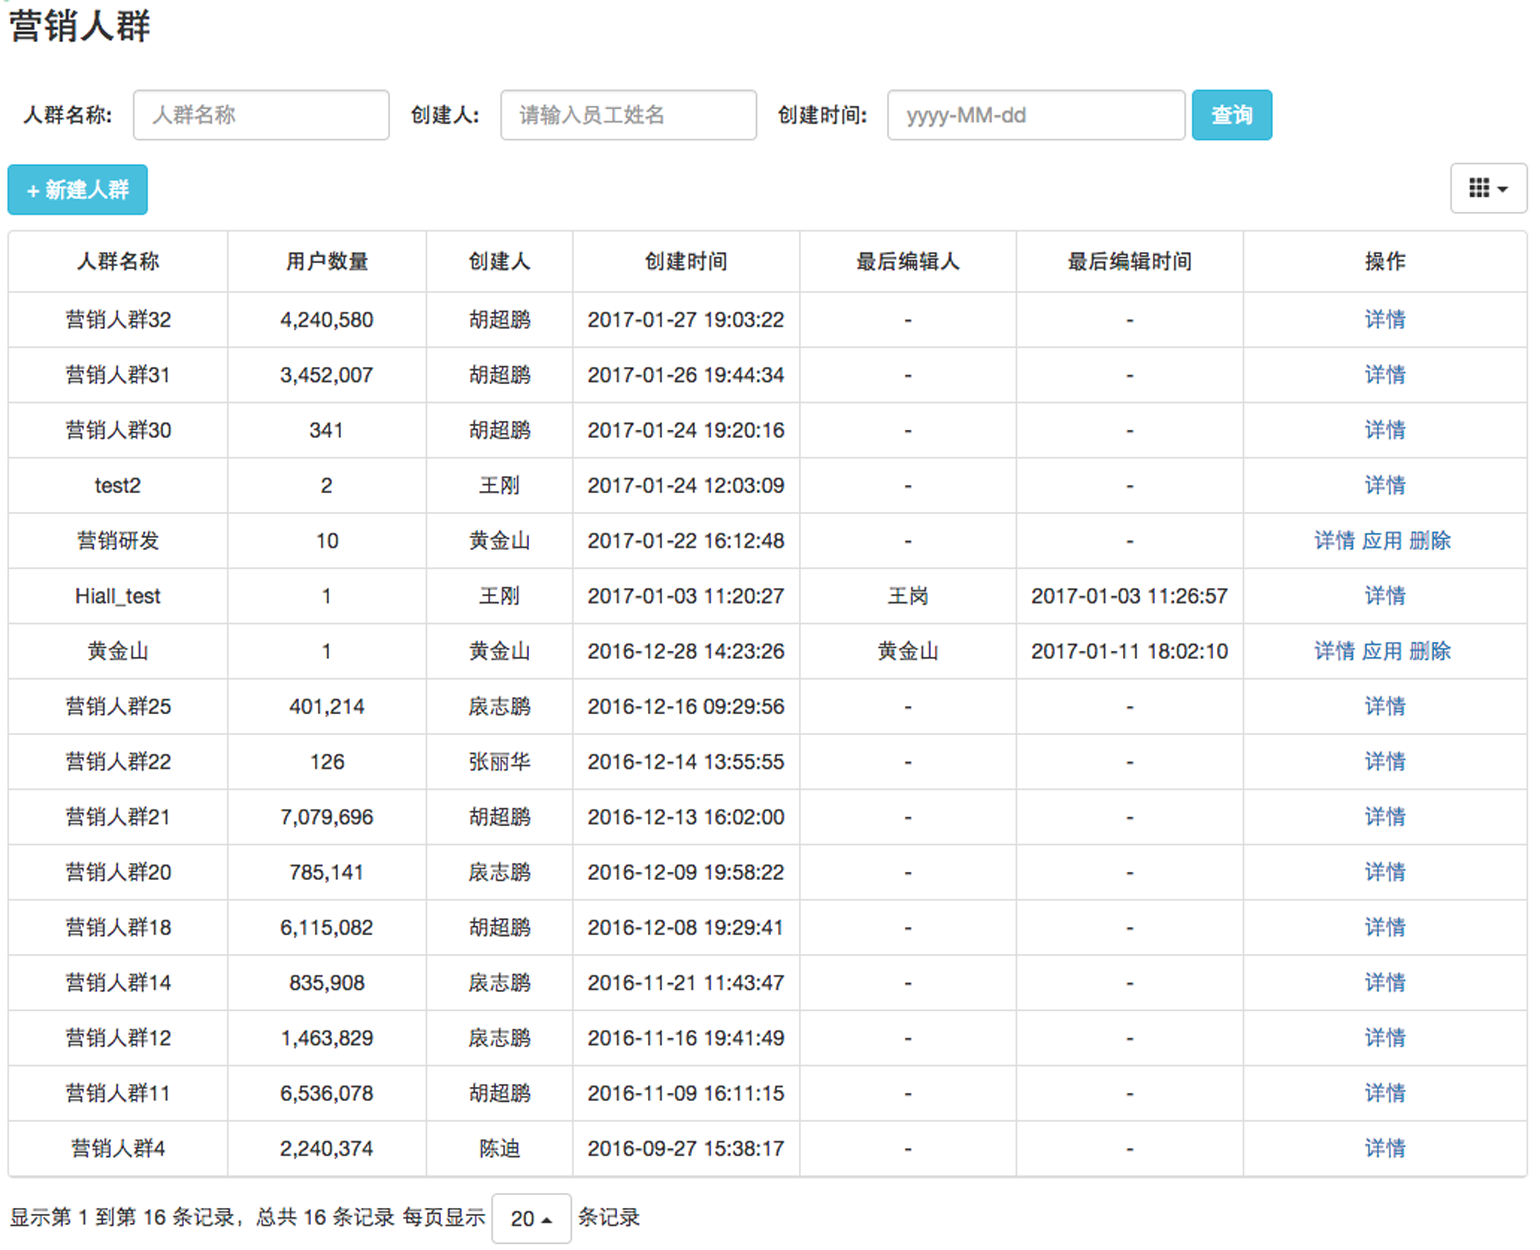 营销人群
人群名称: 人群名称 创建人: 请输入员工姓名 创建时间: yyyy-MM-dd 查询
+ 新建人群
人群名称 用户数量 创建人 创建时间 最后编辑人 最后编辑时间 操作
营销人群32 4,240,580 胡超鹏 2017-01-27 19:03:22 - - 详情
营销人群31 3,452,007 胡超鹏 2017-01-26 19:44:34 - - 详情
营销人群30 341 胡超鹏 2017-01-24 19:20:16 - - 详情
test2 2 王刚 2017-01-24 12:03:09 - - 详情
营销研发 10 黄金山 2017-01-22 16:12:48 - - 详情 应用 删除
Hiall_test 1 王刚 2017-01-03 11:20:27 王岗 2017-01-03 11:26:57 详情
黄金山 1 黄金山 2016-12-28 14:23:26 黄金山 2017-01-11 18:02:10 详情 应用 删除
营销人群25 401,214 2016-12-16 09:29:56 - - 详情
营销人群22 126 张丽华 2016-12-14 13:55:55 - - 详情
营销人群21 7,079,696 胡超鹏 2016-12-13 16:02:00 - - 详情
营销人群20 785,141 2016-12-09 19:58:22 - - 详情
营销人群18 6,115,082 胡超鹏 2016-12-08 19:29:41 - - 详情
营销人群14 835,908 2016-11-21 11:43:47 - - 详情
营销人群12 1,463,829 2016-11-16 19:41:49 - - 详情
营销人群11 6,536,078 胡超鹏 2016-11-09 16:11:15 - - 详情
营销人群4 2,240,374 陈迪 2016-09-27 15:38:17 - - 详情
显示第 1 到第 16 条记录，总共 16 条记录 每页显示 20 条记录